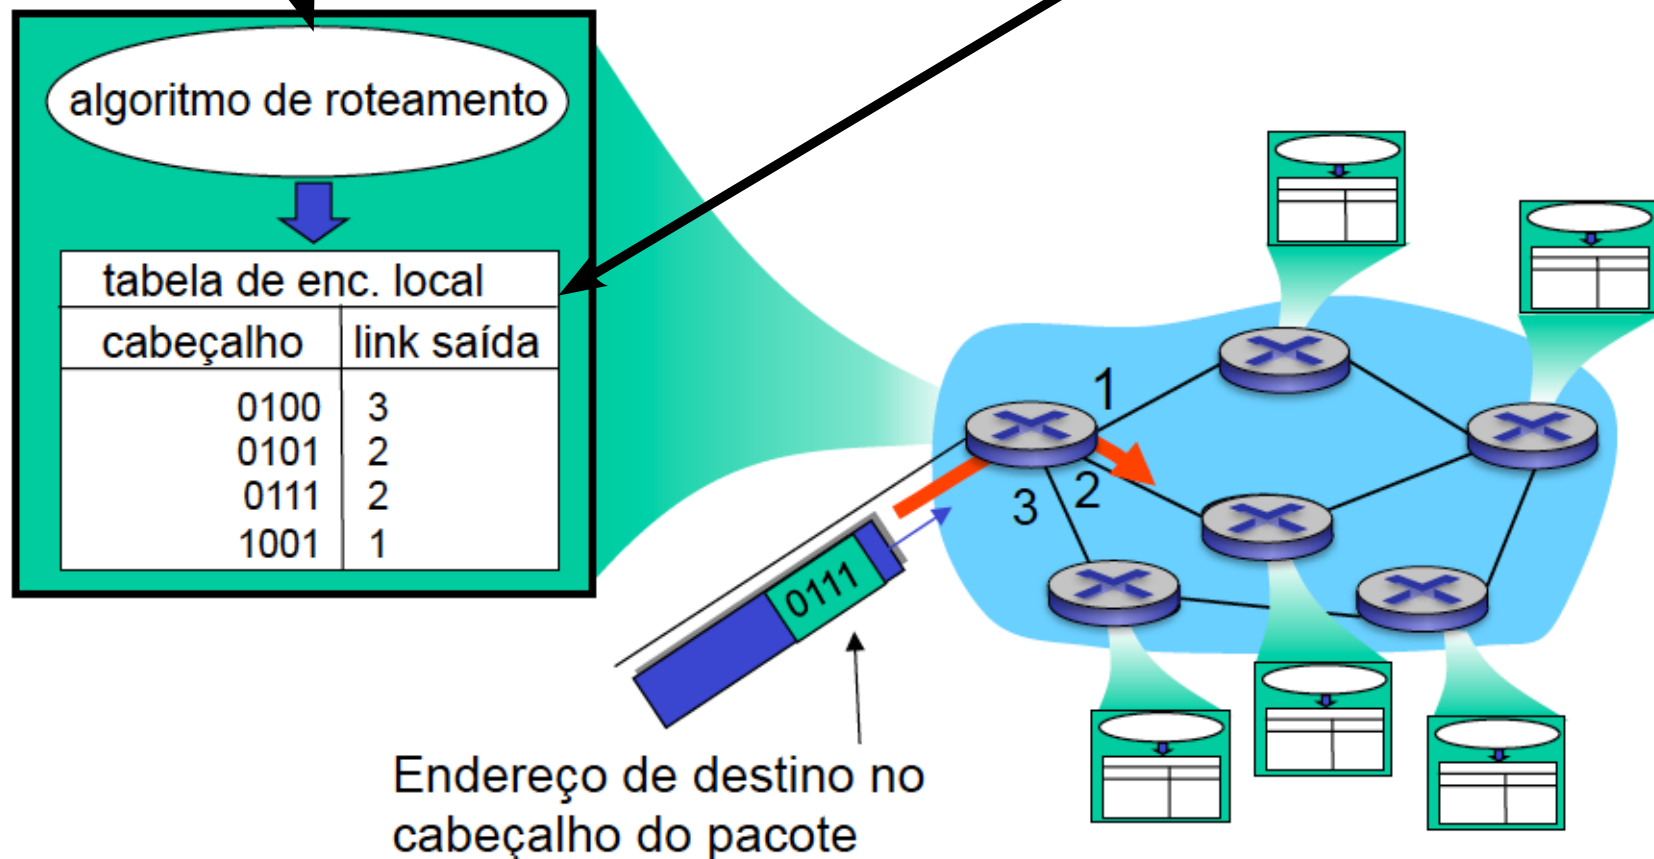 algoritmo de roteamento
tabela de enc. local
cabeçalho link saída
0100 3
0101 2
0111 2
1001 1
1
2
3
0111
Endereço de destino no
cabeçalho do pacote